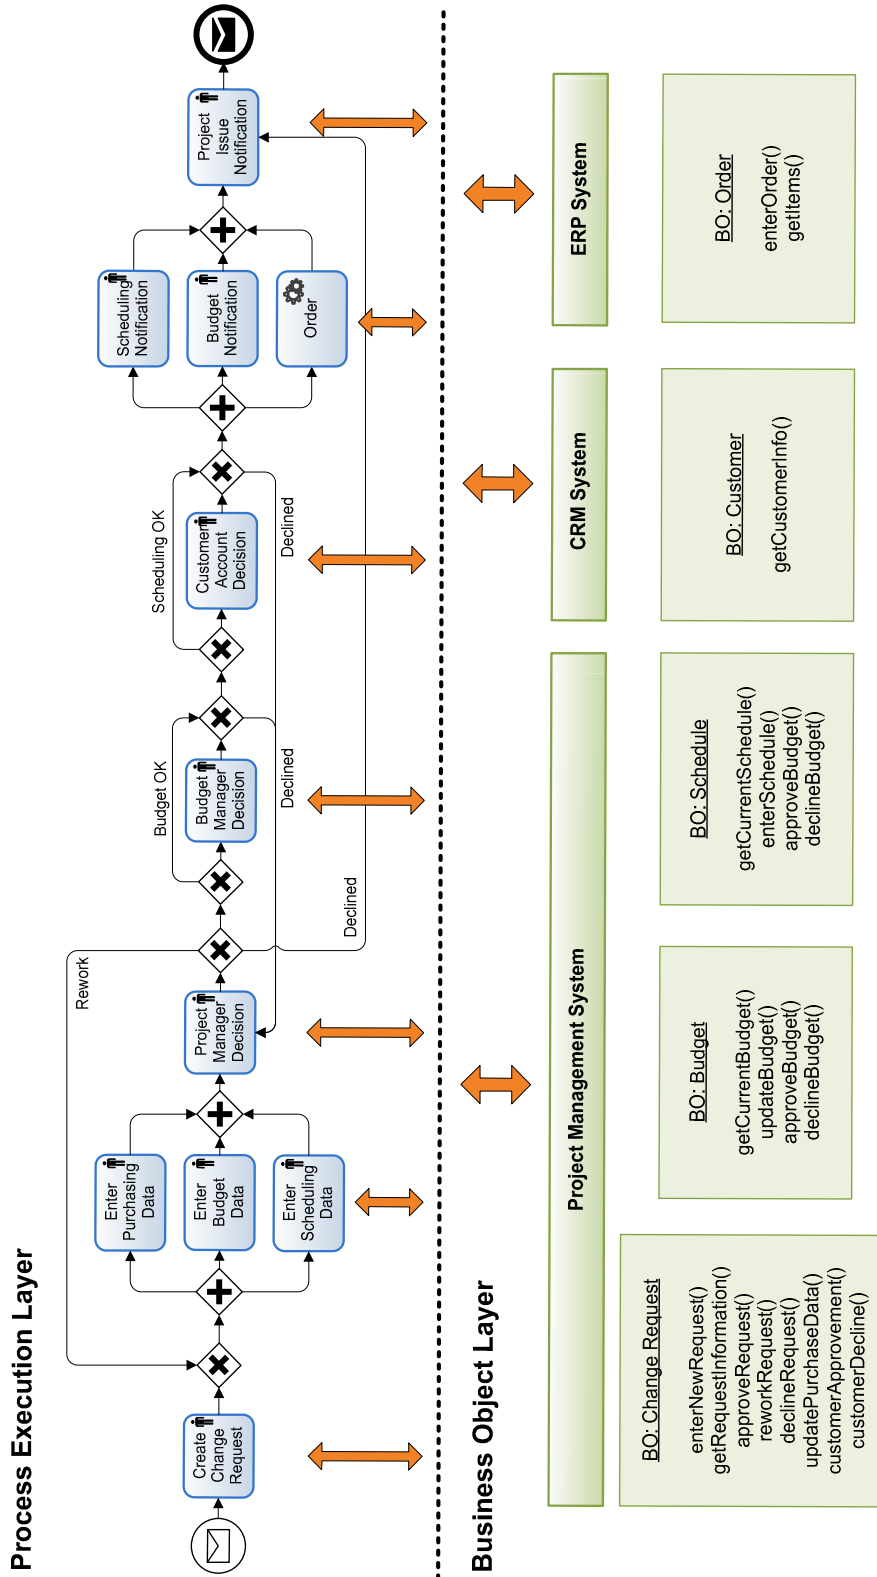 Process Execution Layer
Create
Change
Request
Rework
Enter
Purchasing
Data
Enter
Budget
Data
Enter
Scheduling
Data
Project
Manager
Decision
Declined
Budget OK
Budget
Manager
Decision
Declined
Scheduling OK
Customer
Account
Decision
Declined
Scheduling
Notification
Budget
Notification
Order
Project
Issue
Notification
Business Object Layer
Project Management System
CRM System
ERP System
BO: Change Request
enterNewRequest()
getRequestInformation()
approveRequest()
reworkRequest()
declineRequest()
updatePurchaseData()
customerApprovement()
customerDecline()
BO: Budget
getCurrentBudget()
updateBudget()
approveBudget()
declineBudget()
BO: Schedule
getCurrentSchedule()
enterSchedule()
approveBudget()
declineBudget()
BO: Customer
getCustomerInfo()
BO: Order
enterOrder()
getItems()